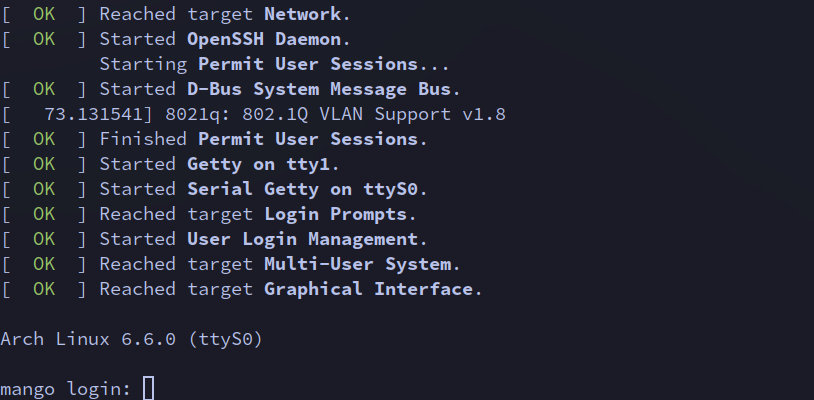 [  OK  ] Reached target Network.
[  OK  ] Started OpenSSH Daemon.
         Starting Permit User Sessions...
[  OK  ] Started D-Bus System Message Bus.
[   73.131541] 8021q: 802.1Q VLAN Support v1.8
[  OK  ] Finished Permit User Sessions.
[  OK  ] Started Getty on tty1.
[  OK  ] Started Serial Getty on ttyS0.
[  OK  ] Reached target Login Prompts.
[  OK  ] Started User Login Management.
[  OK  ] Reached target Multi-User System.
[  OK  ] Reached target Graphical Interface.
Arch Linux 6.6.0 (ttyS0)
mango login: